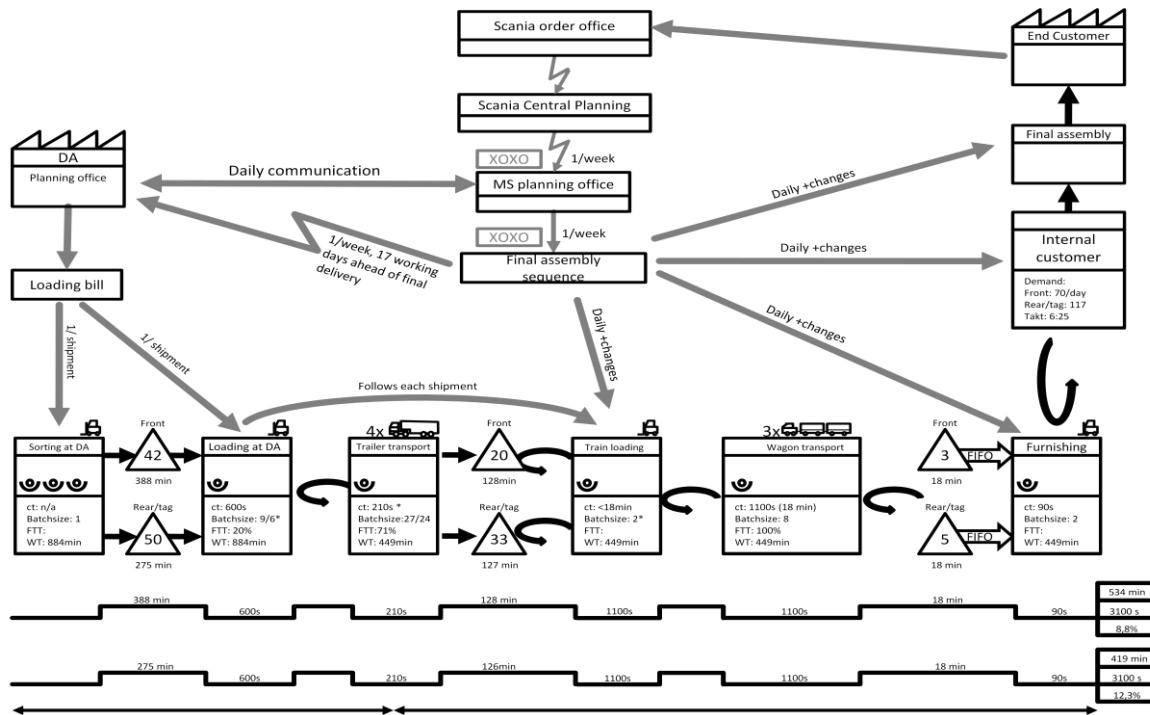 Scania order office
End Customer
Scania Central Planning
Final assembly
DA
Planning office
XOXO
1/week
Daily communication
MS planning office
Daily +changes
XOXO
1/week
1/week, 17 working
days ahead of final
delivery
Final assembly
sequence
Daily +changes
Internal
customer
Demand:
Front: 70/day
Rear/tag: 117
Takt: 6:25
Loading bill
1/ shipment
1/ shipment
Daily +changes
Daily +changes
Follows each shipment
Sorting at DA
ct: n/a
Batchsize: 1
FTT:
WT: 884min
Front
42
388 min
Rear/tag
50
275 min
Loading at DA
ct: 600s
Batchsize: 9/6*
FTT: 20%
WT: 884min
4x
Trailer transport
ct: 210s *
Batchsize:27/24
FTT:71%
WT: 449min
Front
20
128min
Rear/tag
33
127 min
Train loading
ct: <18min
Batchsize: 2*
FTT:
WT: 449min
3x
Wagon transport
ct: 1100s (18 min)
Batchsize: 8
FTT: 100%
WT: 449min
Front
3
FIFO
18 min
Rear/tag
5
FIFO
18 min
Furnishing
ct: 90s
Batchsize: 2
FTT:
WT: 449min
388 min
600s
210s
128 min
1100s
1100s
18 min
90s
534 min
3100 s
8,8%
275 min
600s
210s
126min
1100s
1100s
18 min
90s
419 min
3100 s
12,3%